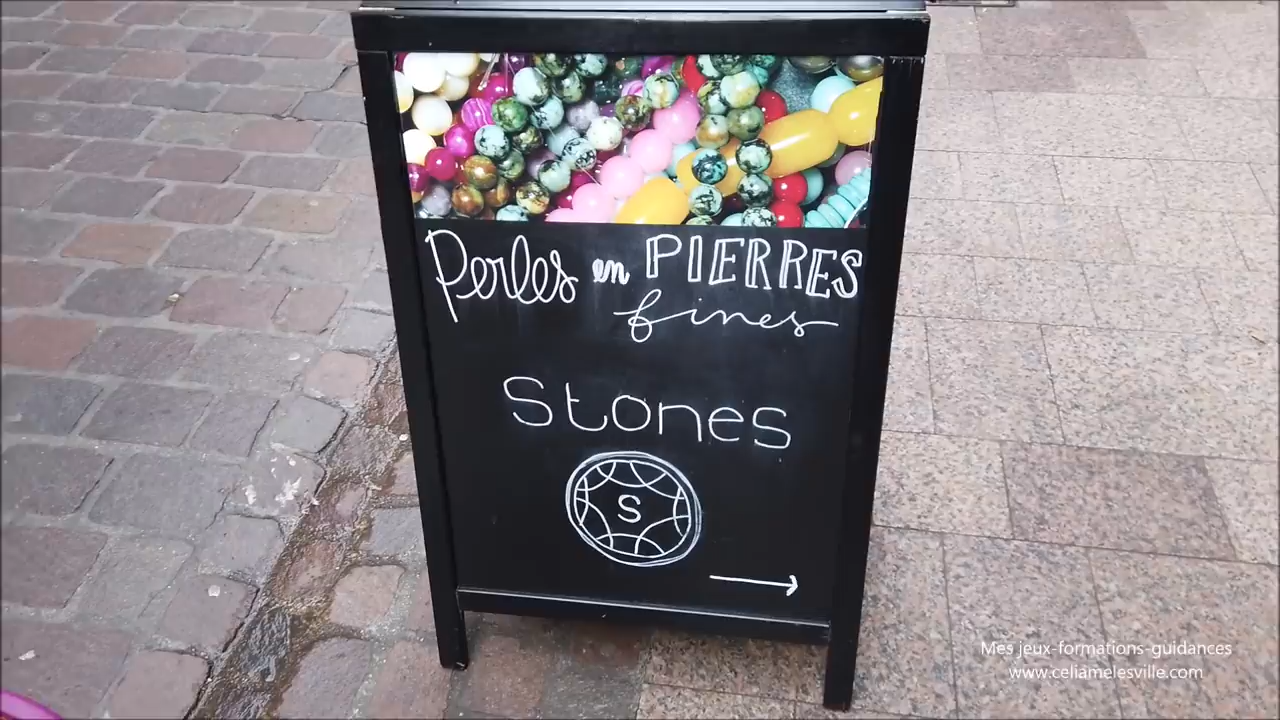 Perles en PIERRES
fines
Stones
S
Mes jeux-formations-guidances
www.celiamelesville.com